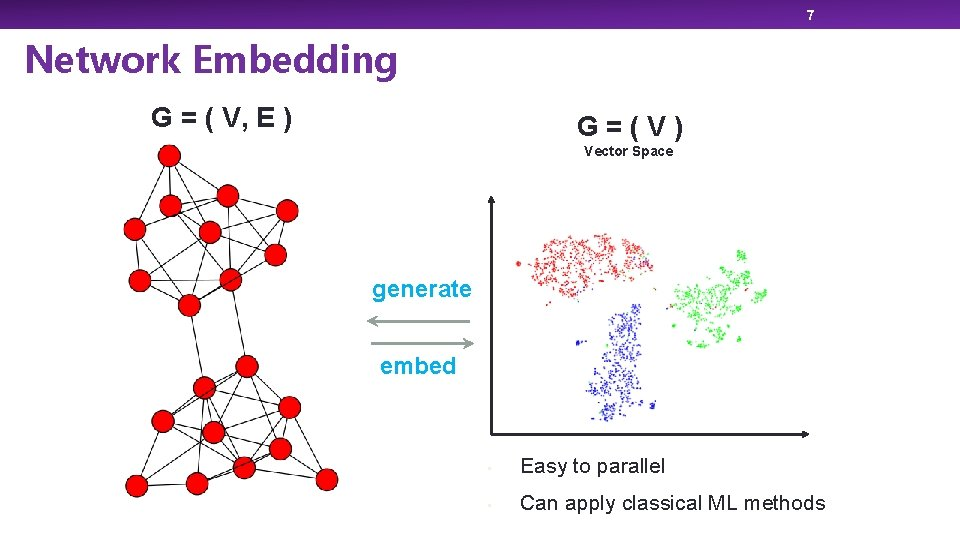 7
Network Embedding
G = ( V, E )
G = ( V )
Vector Space
generate
embed
Easy to parallel
Can apply classical ML methods